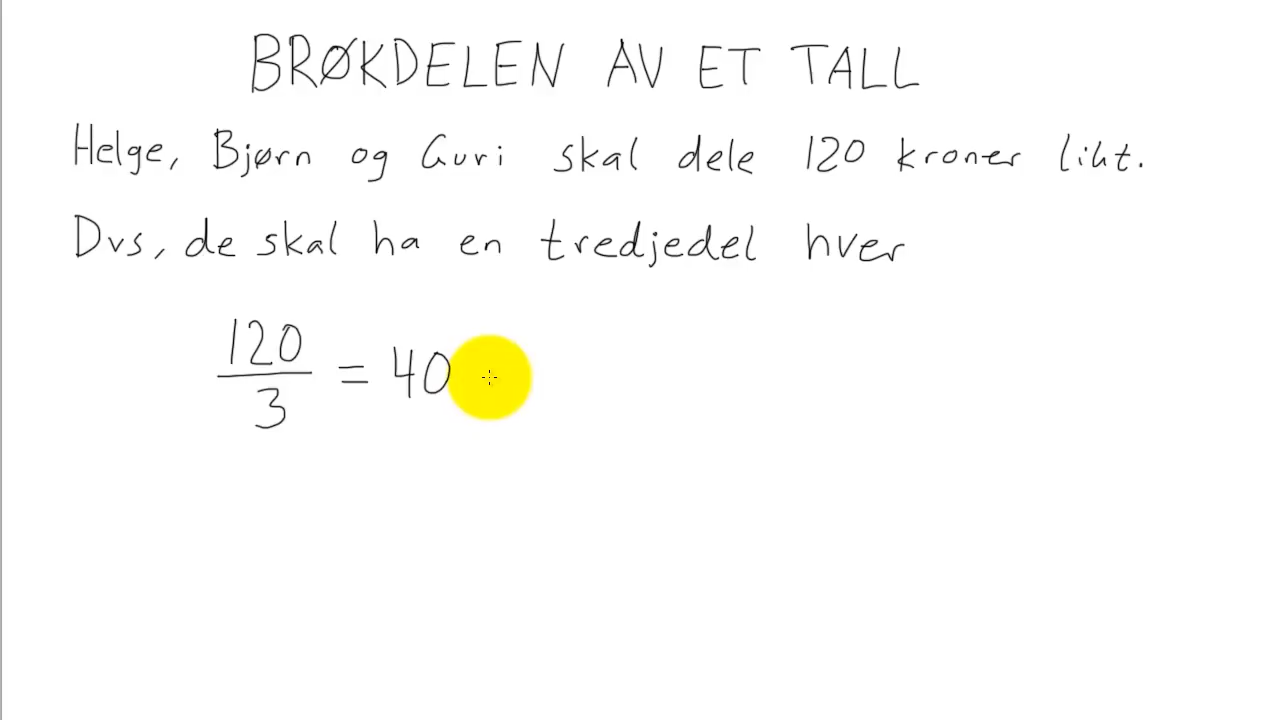 BRØKDELEN AV ET TALL
Helge, Bjørn og Guri skal dele 120 kroner likt.
Dvs, de skal ha en tredjedel hver
120/3 = 40